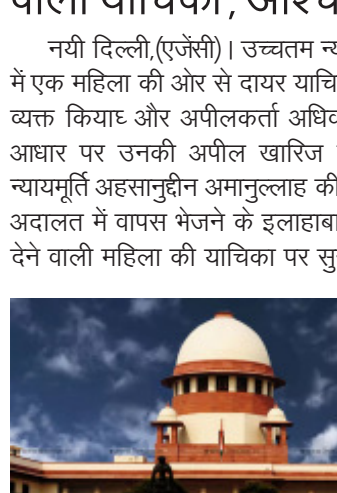 वाली याचिका, आश्च
नयी दिल्ली,(एजेंसी)। उच्चतम न्य
में एक महिला की ओर से दायर याचि
व्यक्त कियाध और अपीलकर्ता अधिव
आधार पर उनकी अपील खारिज
न्यायमूर्ति अहसानुद्दीन अमानुल्लाह की
अदालत में वापस भेजने के इलाहाबा
देने वाली महिला की याचिका पर सु